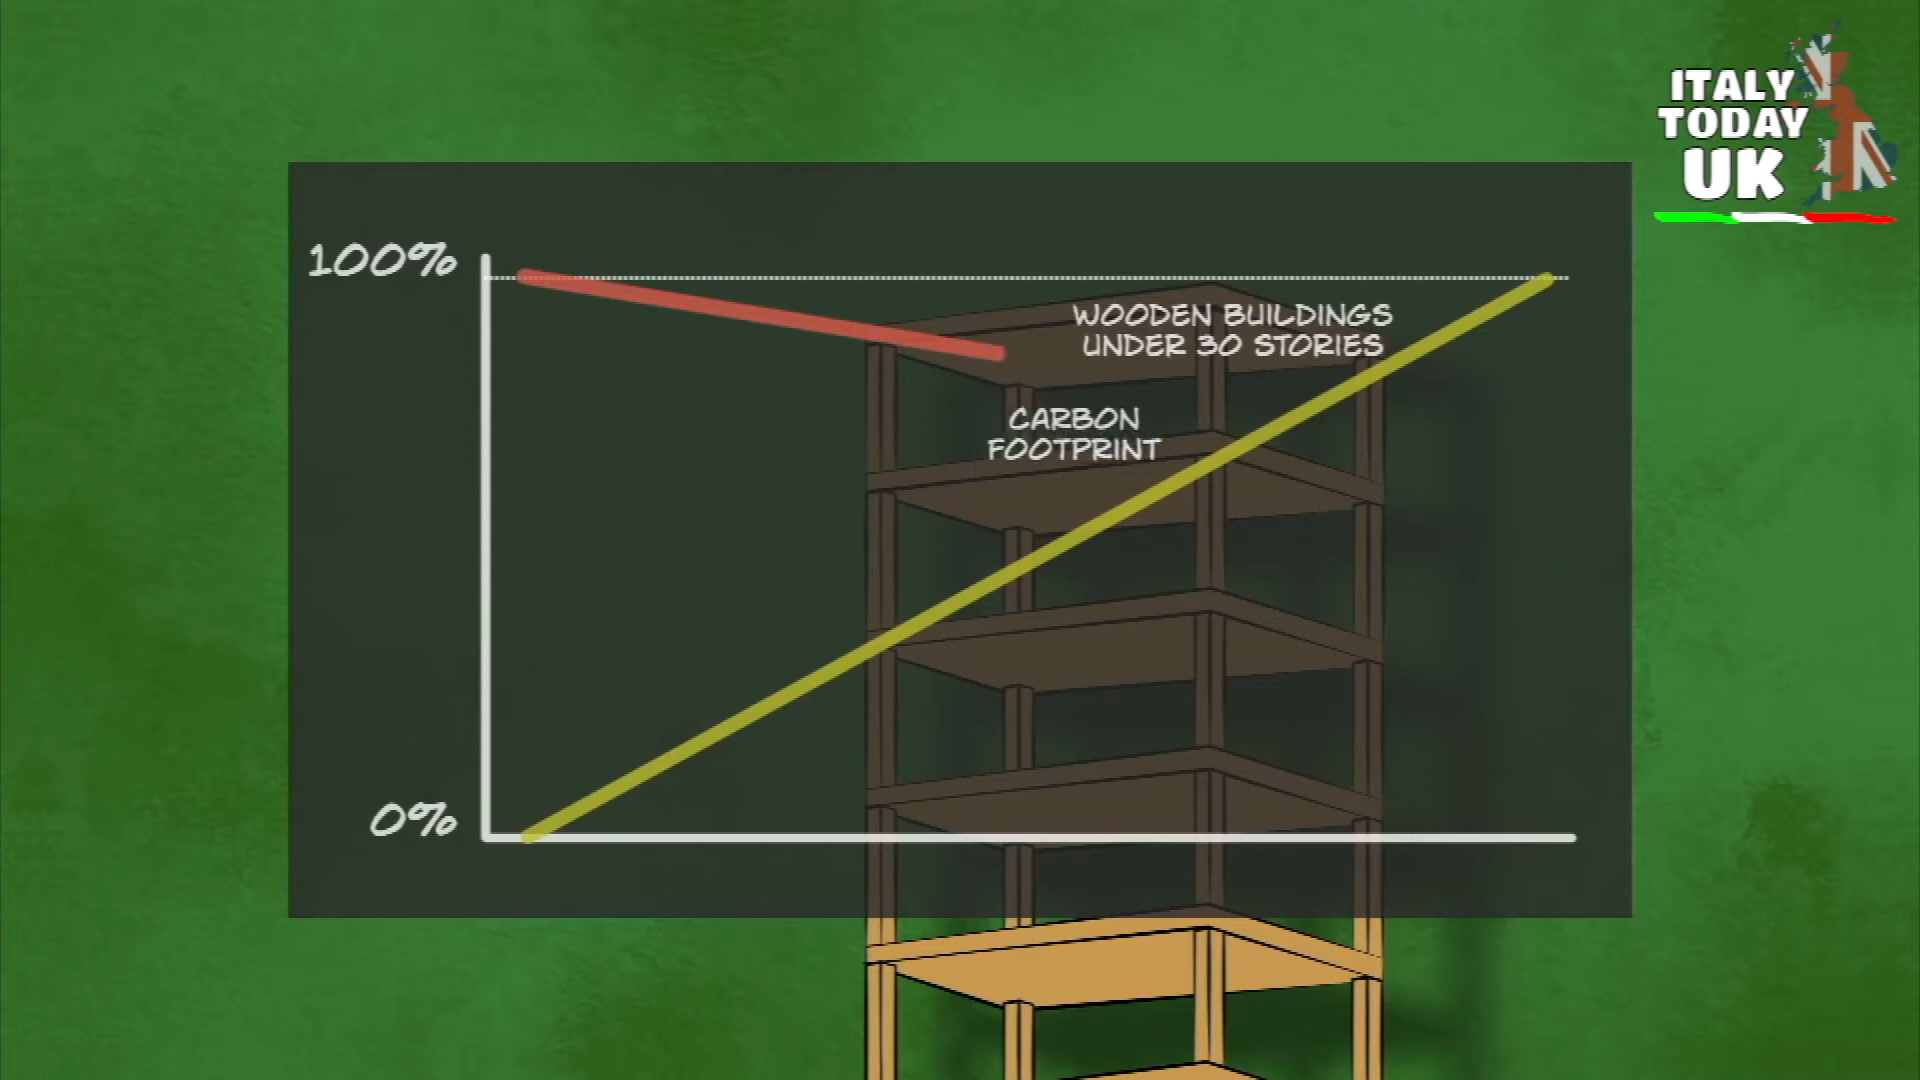 ITALY
TODAY
UK
100%
WOODEN BUILDINGS
UNDER 30 STORIES
CARBON
FOOTPRINT
0%